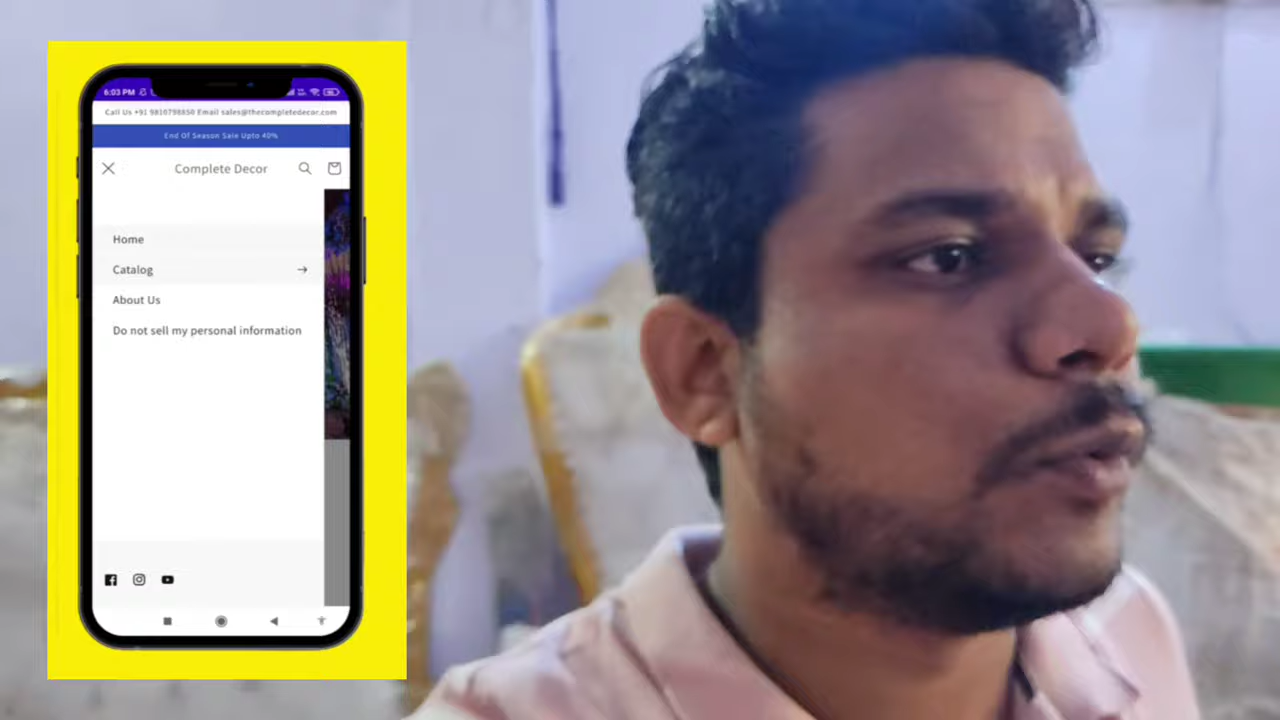 6:03 PM
Call Us +91 9810798850 Email sales@thecompletedecor.com
End Of Season Sale Upto 40%
Complete Decor
Home
Catalog
About Us
Do not sell my personal information